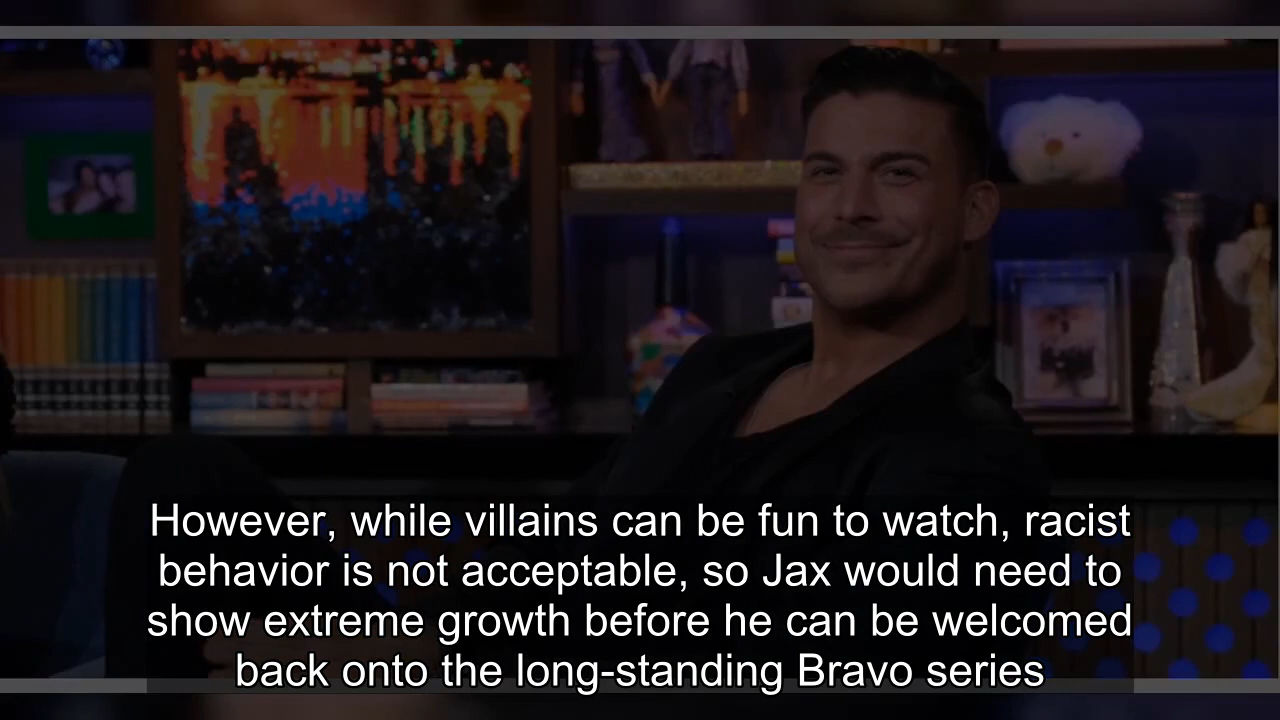 However, while villains can be fun to watch, racist
behavior is not acceptable, so Jax would need to
show extreme growth before he can be welcomed
back onto the long-standing Bravo series